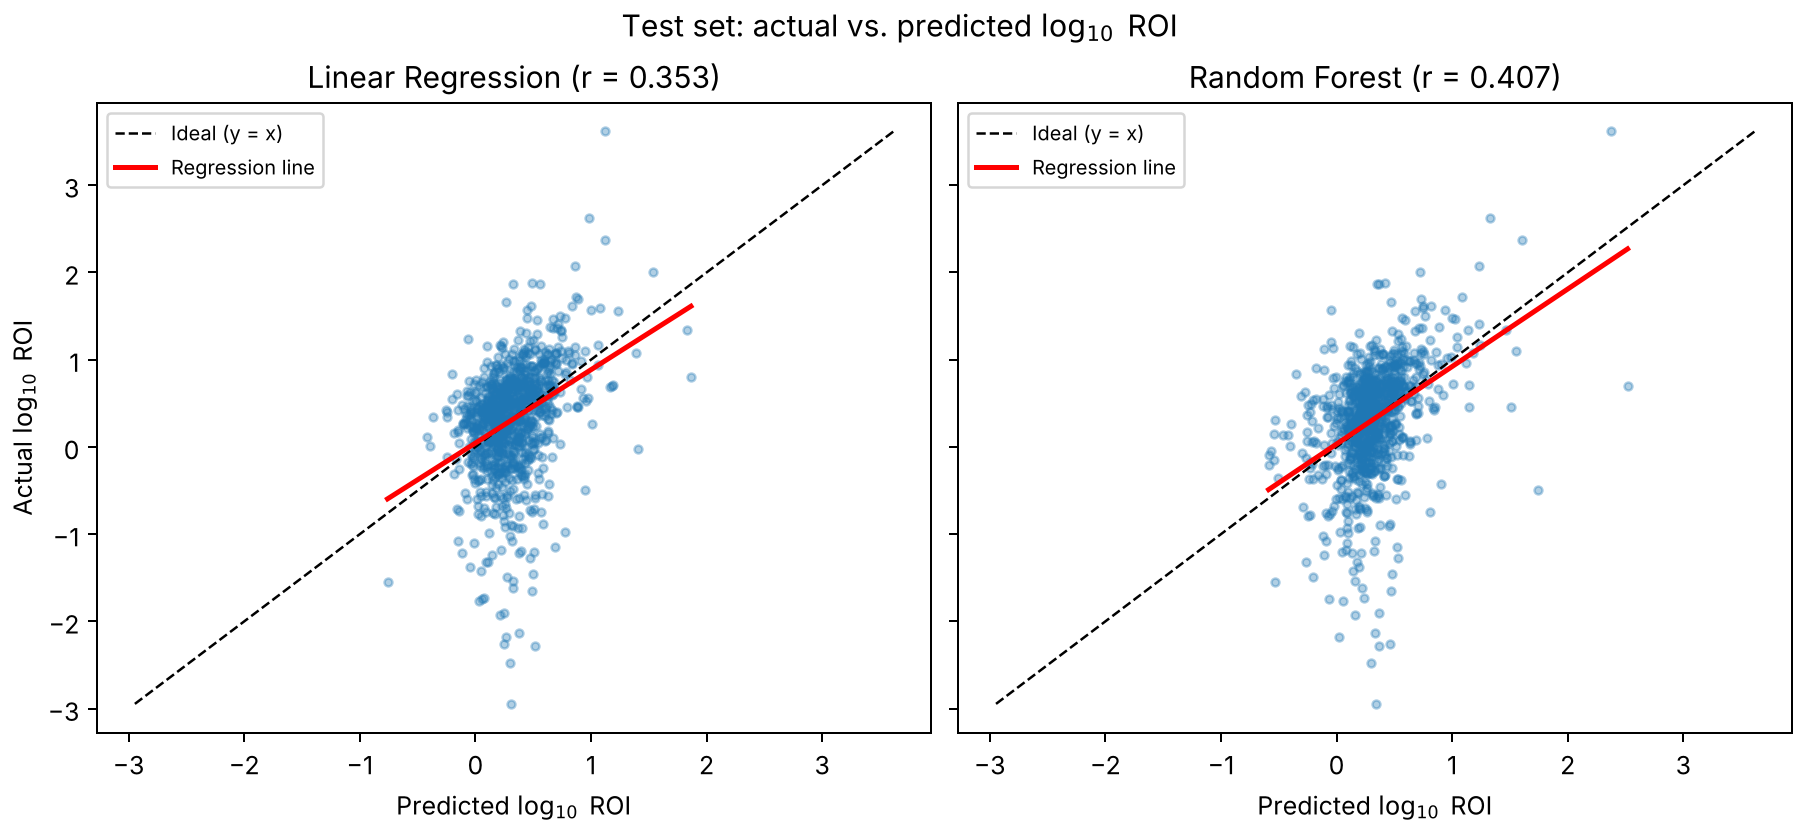 Test set: actual vs. predicted log₁₀ ROI
Linear Regression (r = 0.353)
Ideal (y = x)
Regression line
3
2
1
0
−1
−2
−3
Actual log₁₀ ROI
−3 −2 −1 0 1 2 3
Predicted log₁₀ ROI
Random Forest (r = 0.407)
Ideal (y = x)
Regression line
−3 −2 −1 0 1 2 3
Predicted log₁₀ ROI